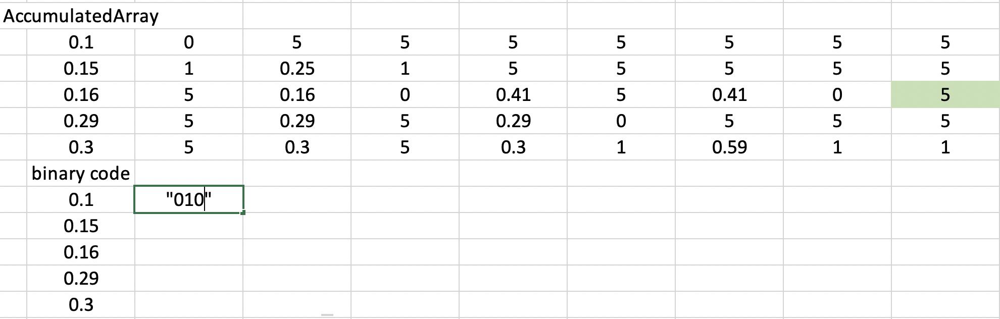 AccumulatedArray
0.1 0 5 5 5 5 5 5 5
0.15 1 0.25 1 5 5 5 5 5
0.16 5 0.16 0 0.41 5 0.41 0 5
0.29 5 0.29 5 0.29 0 5 5 5
0.3 5 0.3 5 0.3 1 0.59 1 1
binary code
0.1 "010"
0.15
0.16
0.29
0.3